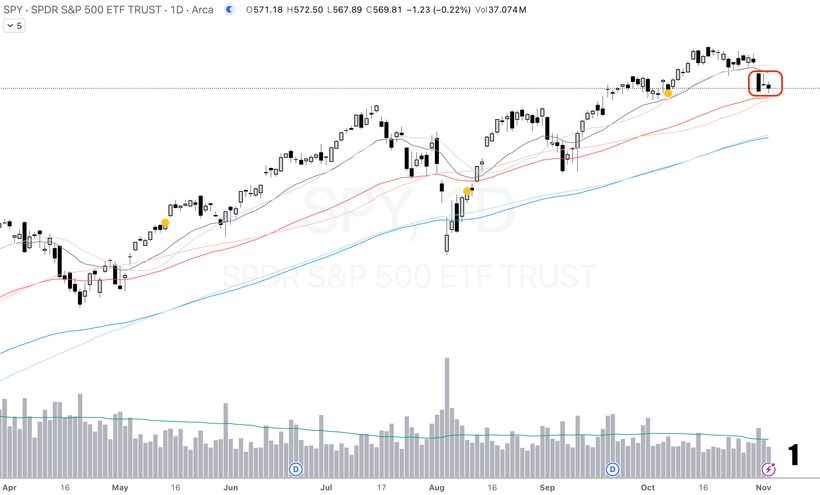 SPY · SPDR S&P 500 ETF TRUST · 1D · Arca O571.18 H572.50 L567.89 C569.81 −1.23 (−0.22%) Vol37.074M
5
SPY, 1D
SPDR S&P 500 ETF TRUST
1
D D
Apr 16 May 16 Jun Jul 17 Aug 16 Sep Oct 16 Nov